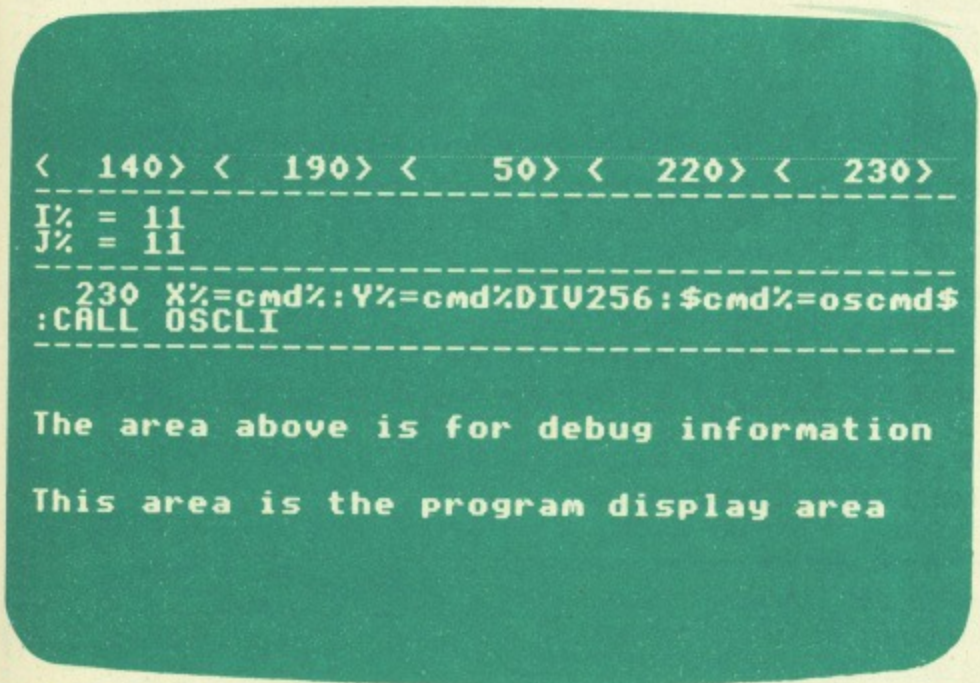 <  140> <   190> <    50> <   220> <   230>
-----------------------------------------
I% = 11
J% = 11
-----------------------------------------
  230 X%=cmd%:Y%=cmd%DIV256:$cmd%=oscmd$
:CALL OSCLI
-----------------------------------------
The area above is for debug information
This area is the program display area